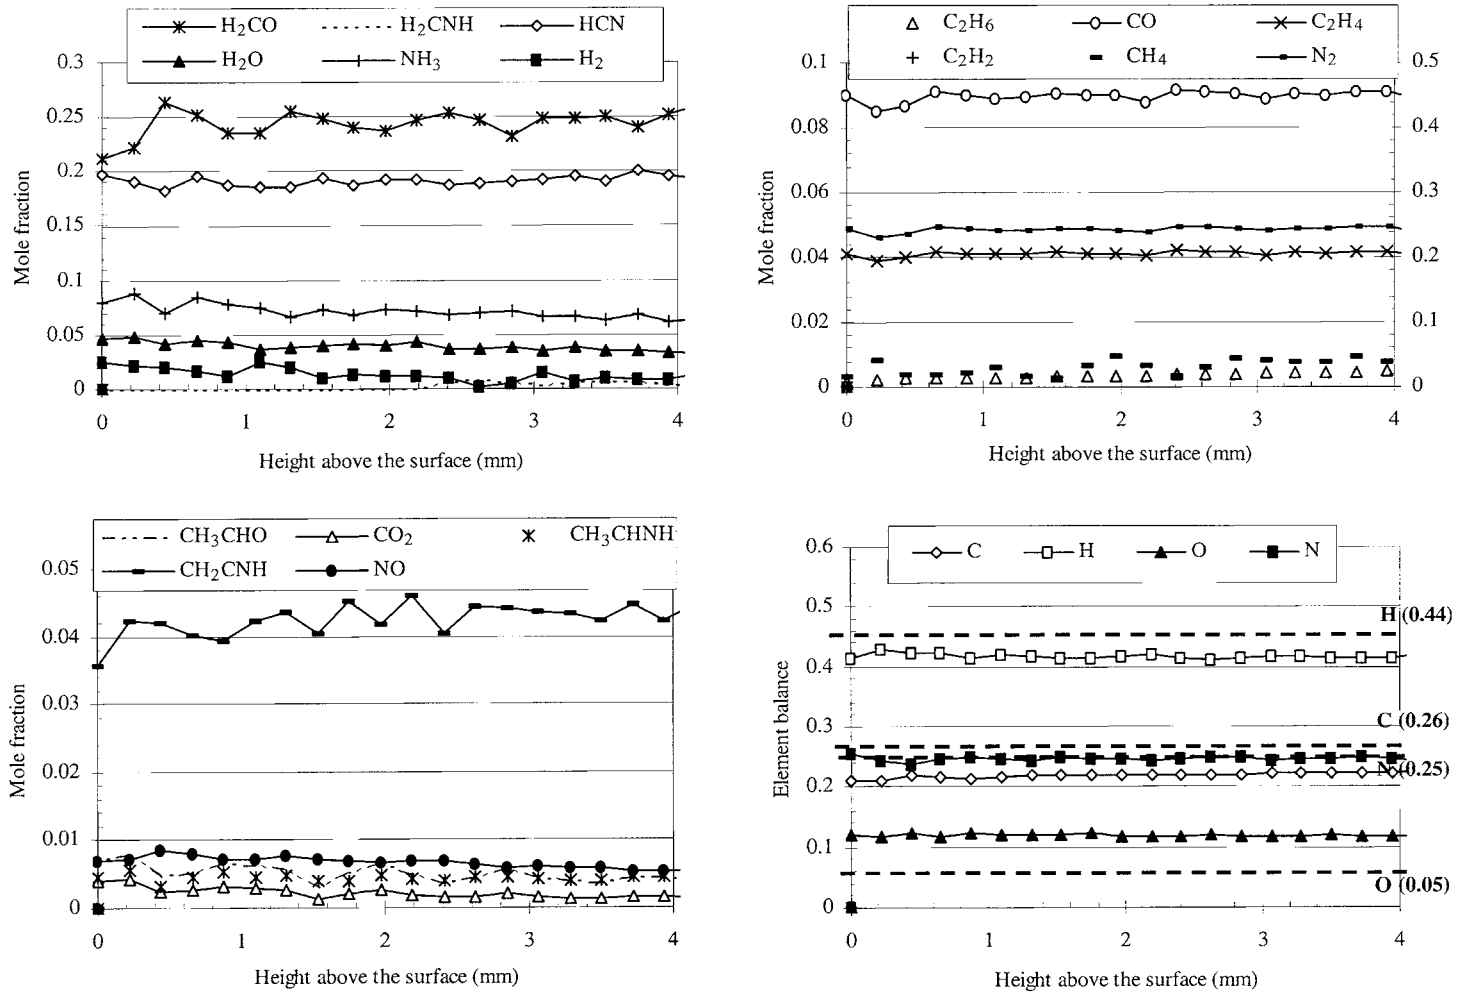 H2CO H2CNH HCN
H2O NH3 H2
0.3
0.25
0.2
0.15
0.1
0.05
0
Mole fraction
0 1 2 3 4
Height above the surface (mm)
C2H6 CO C2H4
C2H2 CH4 N2
0.1
0.08
0.06
0.04
0.02
0
Mole fraction
0.5
0.4
0.3
0.2
0.1
0
0 1 2 3 4
Height above the surface (mm)
CH3CHO CO2 CH3CHNH
CH2CNH NO
0.05
0.04
0.03
0.02
0.01
0
Mole fraction
0 1 2 3 4
Height above the surface (mm)
C H O N
0.6
0.5
0.4
0.3
0.2
0.1
0
Element balance
H (0.44)
C (0.26)
N (0.25)
O (0.05)
0 1 2 3 4
Height above the surface (mm)